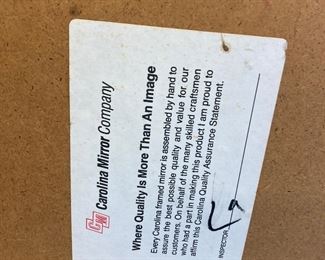 CM Carolina Mirror Company
Where Quality Is More Than An Image
Every Carolina framed mirror is assembled by hand to
assure the best possible quality and value for our
customers. On behalf of the many skilled craftsmen
who had a part in making this product I am proud to
affirm this Carolina Quality Assurance Statement.
INSPECTOR